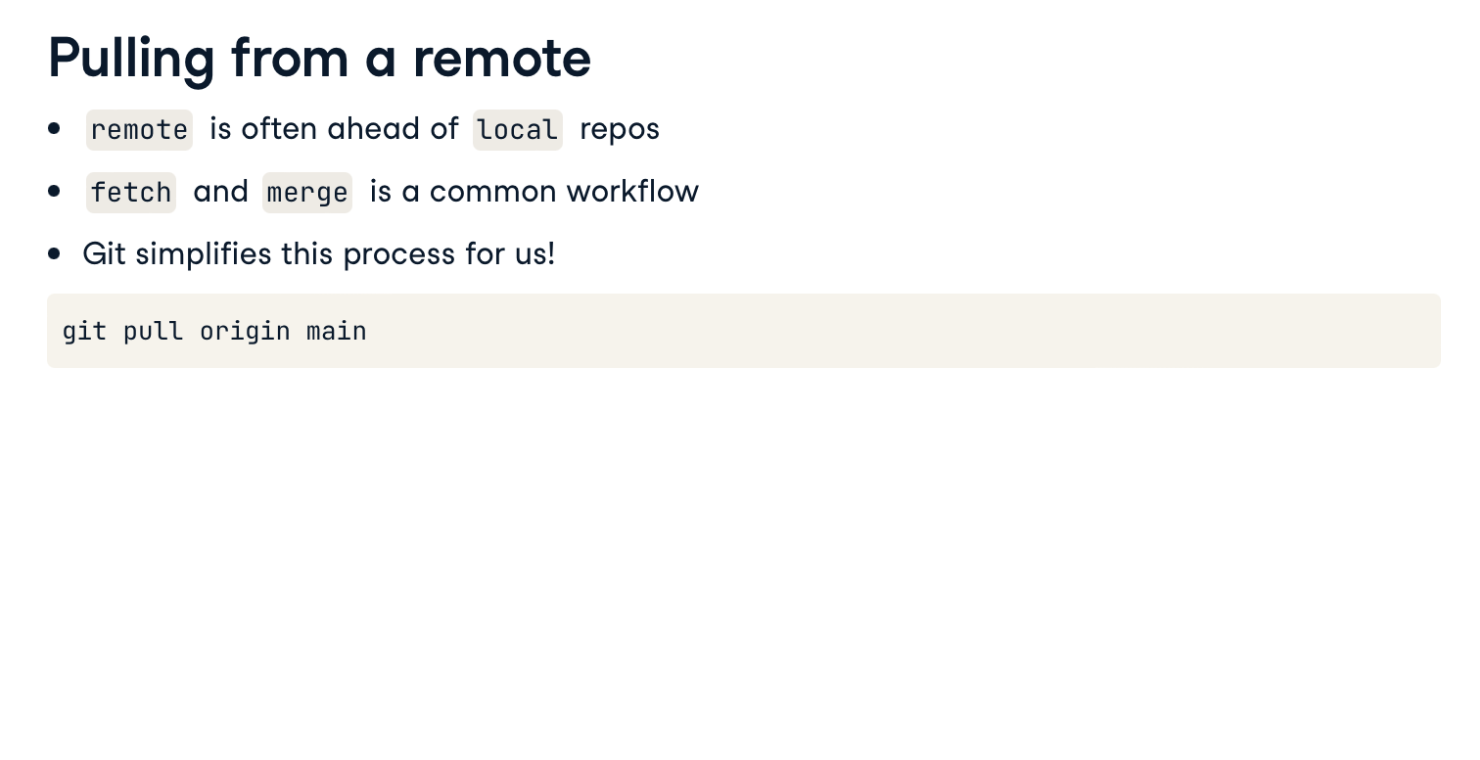 Pulling from a remote
• remote is often ahead of local repos
• fetch and merge is a common workflow
• Git simplifies this process for us!
git pull origin main